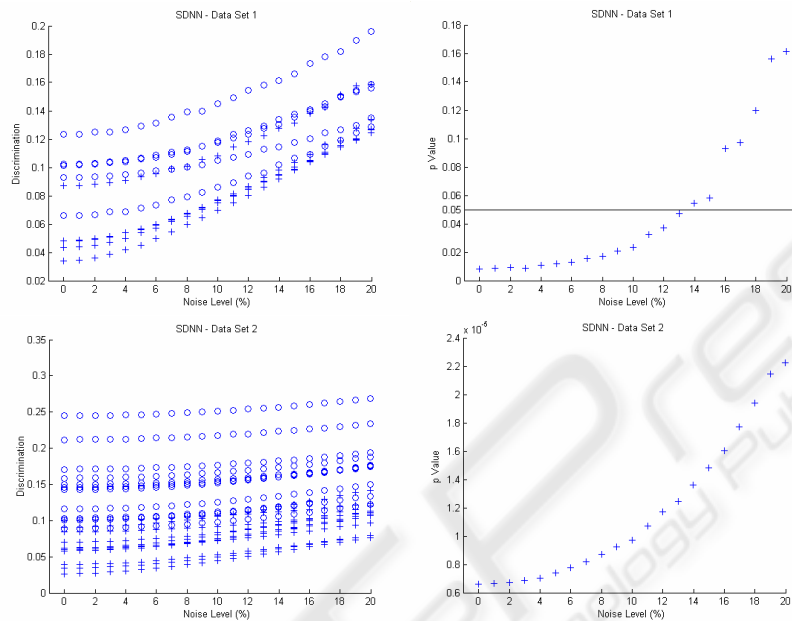 SDNN - Data Set 1
0.2
0.18
0.16
0.14
0.12
0.1
0.08
0.06
0.04
0.02
Discrimination
0 2 4 6 8 10 12 14 16 18 20
Noise Level (%)
SDNN - Data Set 1
0.18
0.16
0.14
0.12
0.1
0.08
0.06
0.05
0.04
0.02
0
p Value
0 2 4 6 8 10 12 14 16 18 20
Noise Level (%)
SDNN - Data Set 2
0.35
0.3
0.25
0.2
0.15
0.1
0.05
0
Discrimination
0 2 4 6 8 10 12 14 16 18 20
Noise Level (%)
SDNN - Data Set 2
2.4
2.2
2
1.8
1.6
1.4
1.2
1
0.8
0.6
p Value
0 2 4 6 8 10 12 14 16 18 20
Noise Level (%)